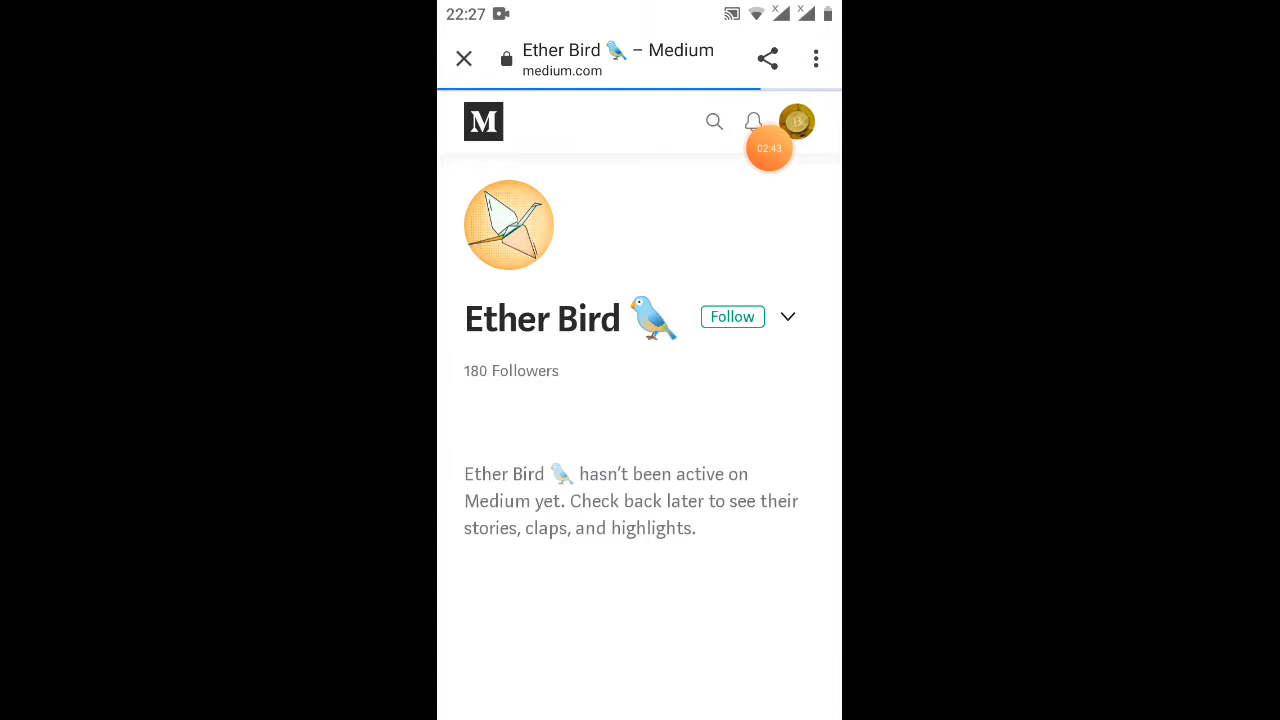 22:27
Ether Bird 🐦 – Medium
medium.com
M
B
02:43
Ether Bird 🐦 Follow
180 Followers
Ether Bird 🐦 hasn’t been active on
Medium yet. Check back later to see their
stories, claps, and highlights.